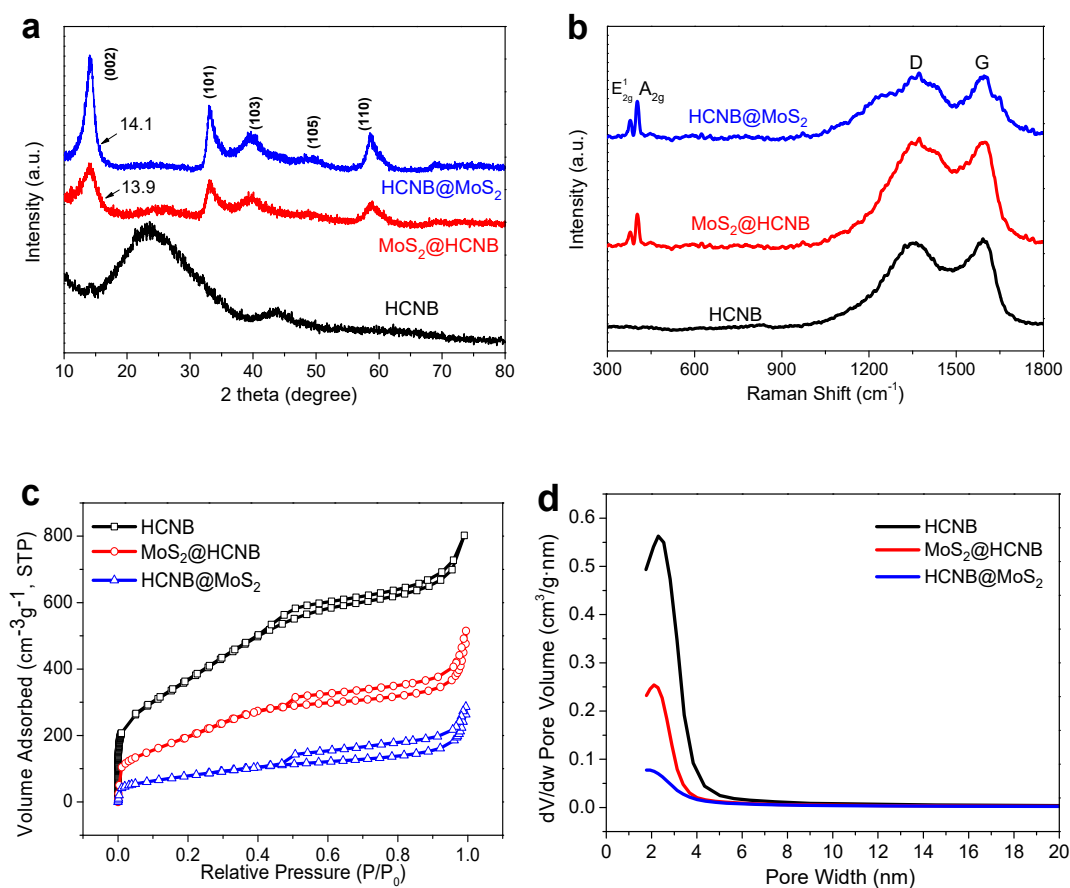 a
(002)
(101)
(103)
(105)
(110)
14.1
13.9
HCNB@MoS₂
MoS₂@HCNB
HCNB
Intensity (a.u.)
10 20 30 40 50 60 70 80
2 theta (degree)
b
D G
E¹₂g A₂g
HCNB@MoS₂
MoS₂@HCNB
HCNB
Intensity (a.u.)
300 600 900 1200 1500 1800
Raman Shift (cm⁻¹)
c
HCNB
MoS₂@HCNB
HCNB@MoS₂
Volume Adsorbed (cm⁻³g⁻¹, STP)
800
600
400
200
0
0.0 0.2 0.4 0.6 0.8 1.0
Relative Pressure (P/P₀)
d
HCNB
MoS₂@HCNB
HCNB@MoS₂
dV/dw Pore Volume (cm³/g·nm)
0.6
0.5
0.4
0.3
0.2
0.1
0.0
0 2 4 6 8 10 12 14 16 18 20
Pore Width (nm)